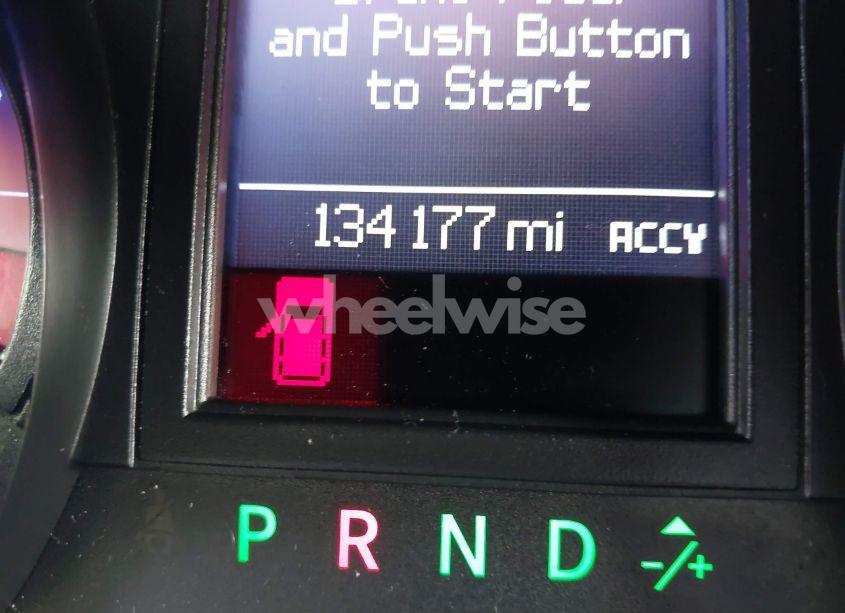 and Push Button
to Start
134177 mi ACCY
wheelwise
P R N D -/+